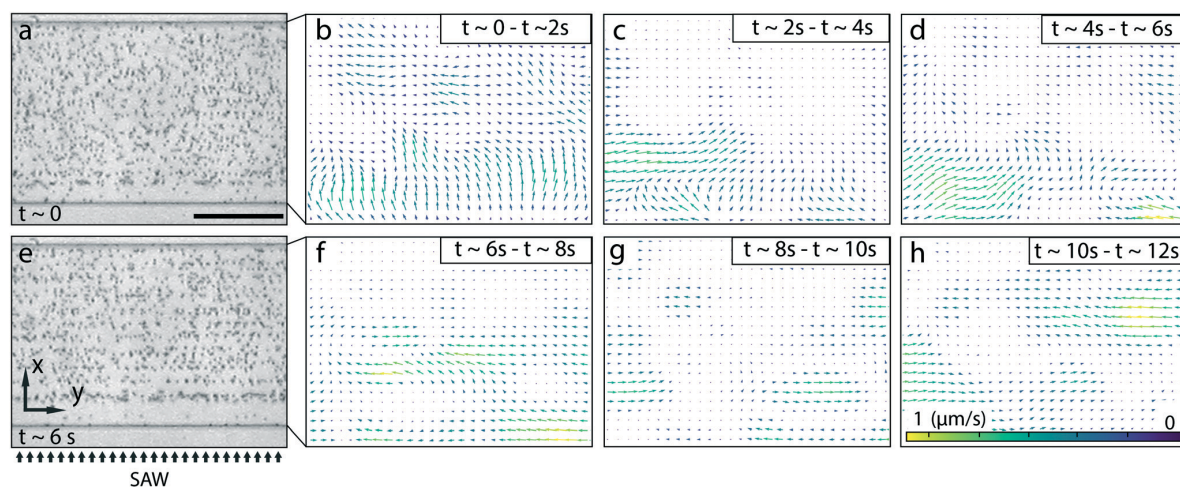 a
t ~ 0
b
t ~ 0 - t ~2s
c
t ~ 2s - t ~ 4s
d
t ~ 4s - t ~ 6s
e
x
y
t ~ 6 s
SAW
f
t ~ 6s - t ~ 8s
g
t ~ 8s - t ~ 10s
h
t ~ 10s - t ~ 12s
1 (μm/s) 0